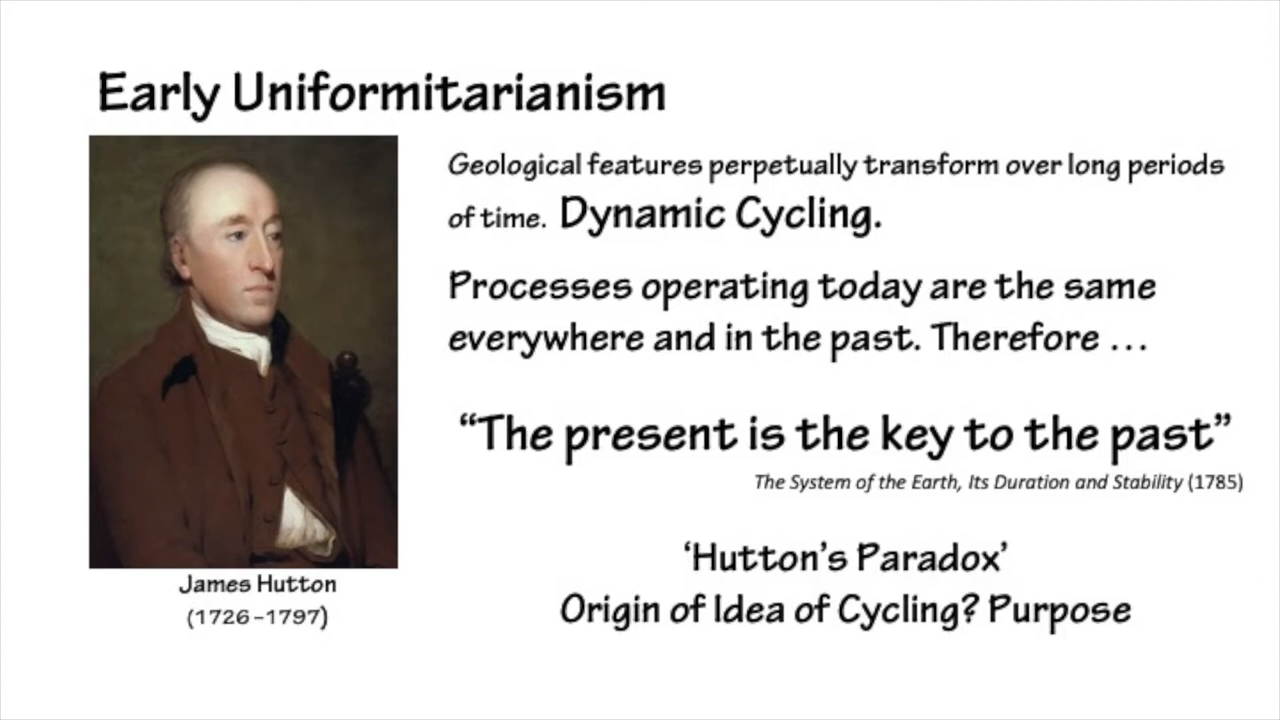 Early Uniformitarianism
Geological features perpetually transform over long periods
of time. Dynamic Cycling.
Processes operating today are the same
everywhere and in the past. Therefore ...
“The present is the key to the past”
The System of the Earth, Its Duration and Stability (1785)
‘Hutton’s Paradox’
Origin of Idea of Cycling? Purpose
James Hutton
(1726-1797)